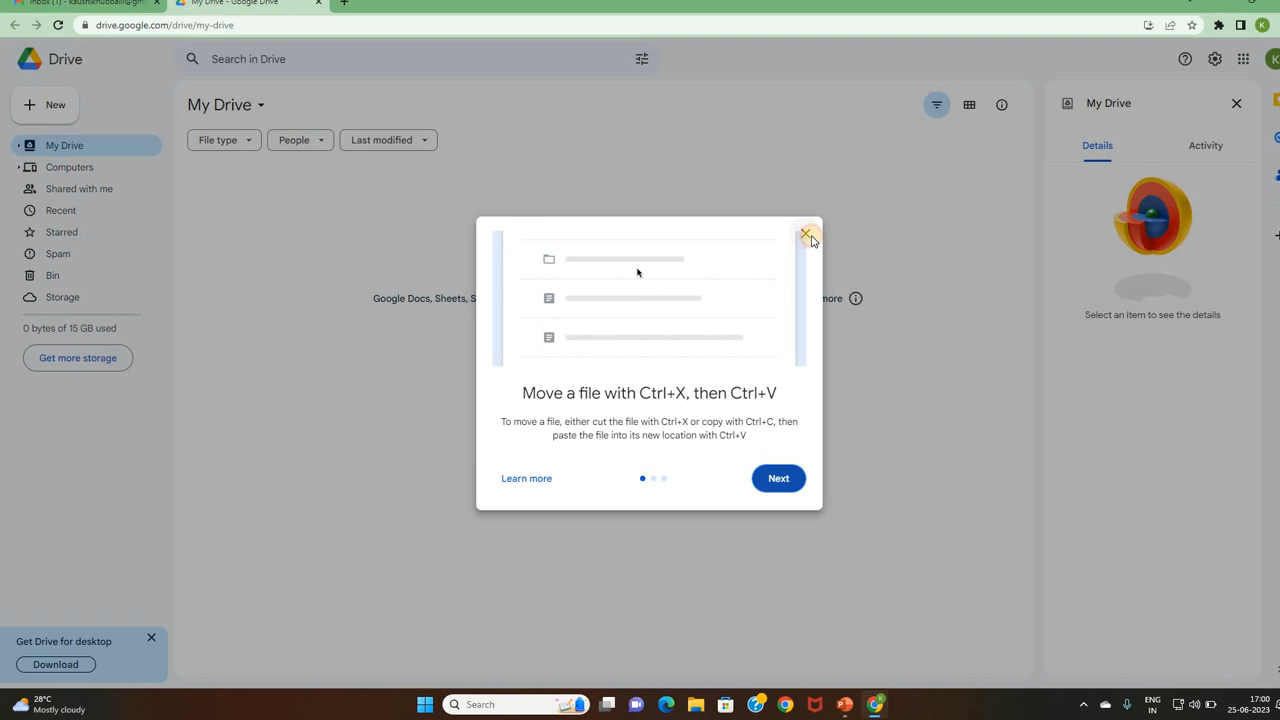 Inbox (1) - kaushikhubballi@gm
My Drive - Google Drive
drive.google.com/drive/my-drive
K
Drive
Search in Drive
K
New
My Drive
My Drive
Details
Activity
File type
People
Last modified
My Drive
Computers
Shared with me
Recent
Starred
Spam
Bin
Storage
0 bytes of 15 GB used
Get more storage
Google Docs, Sheets, S
more
Select an item to see the details
Move a file with Ctrl+X, then Ctrl+V
To move a file, either cut the file with Ctrl+X or copy with Ctrl+C, then
paste the file into its new location with Ctrl+V
Learn more
Next
Get Drive for desktop
Download
28°C
Mostly cloudy
Search
ENG
IN
17:00
25-06-2023